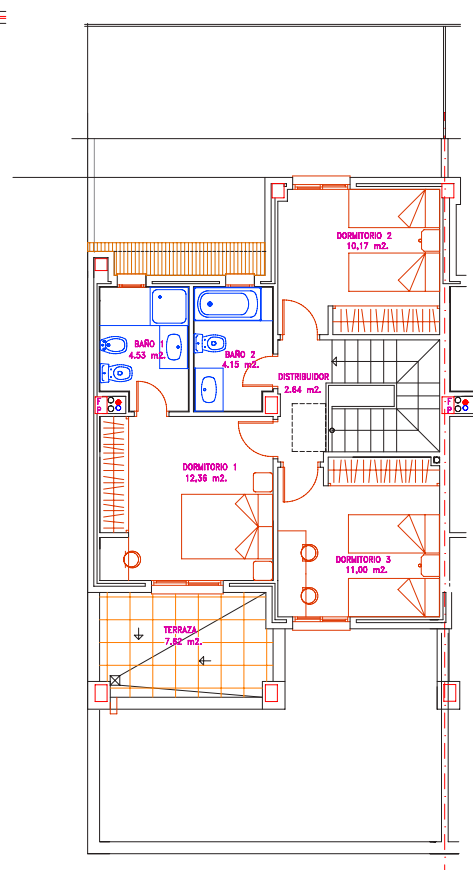 DORMITORIO 2
10,17 m2.
BAÑO 1
4.53 m2.
BAÑO 2
4.15 m2.
DISTRIBUIDOR
2.64 m2.
F
P
F
P
DORMITORIO 1
12,36 m2.
DORMITORIO 3
11,00 m2.
TERRAZA
7.62 m2.